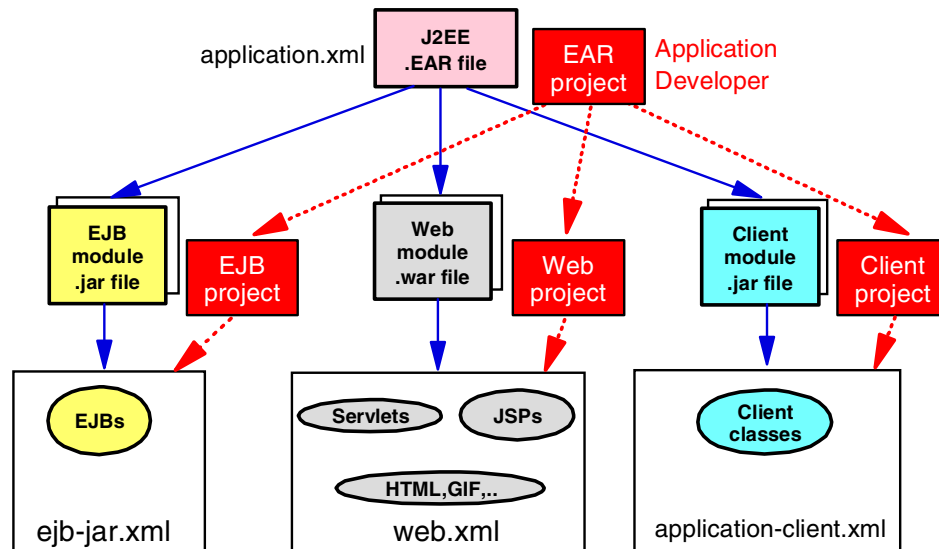 application.xml
J2EE
.EAR file
EAR
project
Application
Developer
EJB
module
.jar file
EJB
project
Web
module
.war file
Web
project
Client
module
.jar file
Client
project
EJBs
Servlets
JSPs
HTML,GIF,..
Client
classes
ejb-jar.xml
web.xml
application-client.xml